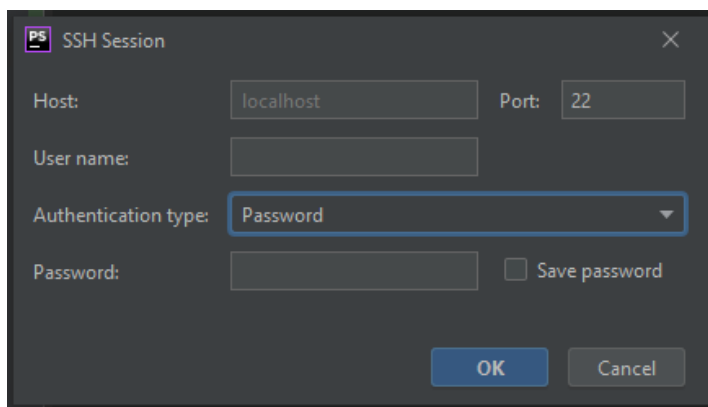 PS SSH Session
Host: localhost Port: 22
User name:
Authentication type: Password
Password: Save password
OK Cancel